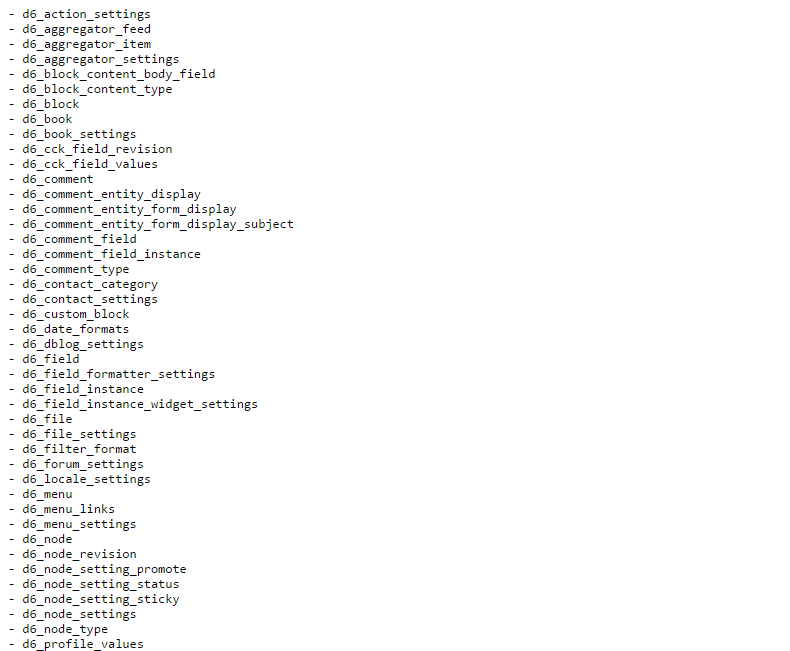 - d6_action_settings
- d6_aggregator_feed
- d6_aggregator_item
- d6_aggregator_settings
- d6_block_content_body_field
- d6_block_content_type
- d6_block
- d6_book
- d6_book_settings
- d6_cck_field_revision
- d6_cck_field_values
- d6_comment
- d6_comment_entity_display
- d6_comment_entity_form_display
- d6_comment_entity_form_display_subject
- d6_comment_field
- d6_comment_field_instance
- d6_comment_type
- d6_contact_category
- d6_contact_settings
- d6_custom_block
- d6_date_formats
- d6_dblog_settings
- d6_field
- d6_field_formatter_settings
- d6_field_instance
- d6_field_instance_widget_settings
- d6_file
- d6_file_settings
- d6_filter_format
- d6_forum_settings
- d6_locale_settings
- d6_menu
- d6_menu_links
- d6_menu_settings
- d6_node
- d6_node_revision
- d6_node_setting_promote
- d6_node_setting_status
- d6_node_setting_sticky
- d6_node_settings
- d6_node_type
- d6_profile_values